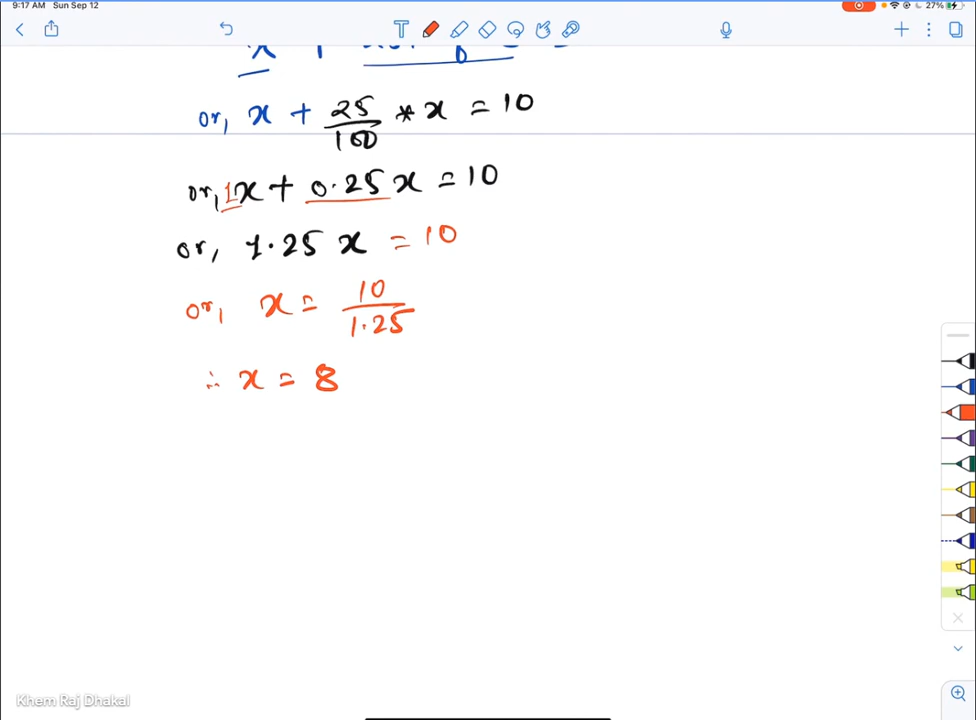 9:17 AM Sun Sep 12
27%
or, x + 25/100 * x = 10
or, 1x + 0.25x = 10
or, 1.25 x = 10
or, x = 10/1.25
∴ x = 8
Khem Raj Dhakal